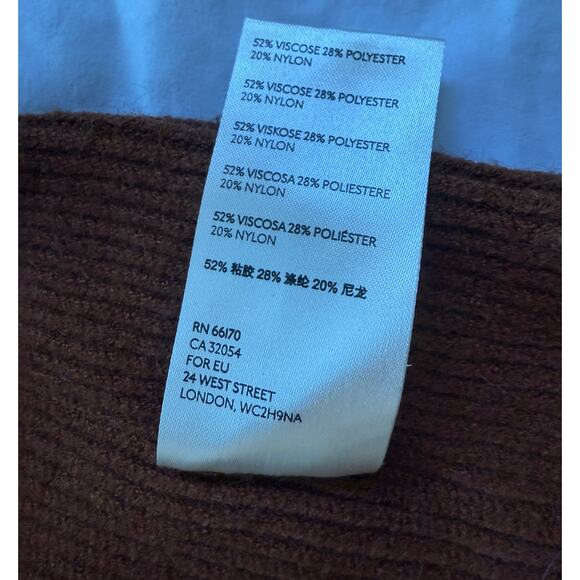 52% VISCOSE 28% POLYESTER
20% NYLON
52% VISCOSE 28% POLYESTER
20% NYLON
52% VISKOSE 28% POLYESTER
20% NYLON
52% VISCOSA 28% POLIESTERE
20% NYLON
52% VISCOSA 28% POLIÉSTER
20% NYLON
52% 粘胶 28% 涤纶 20% 尼龙
RN 66170
CA 32054
FOR EU
24 WEST STREET
LONDON, WC2H9NA